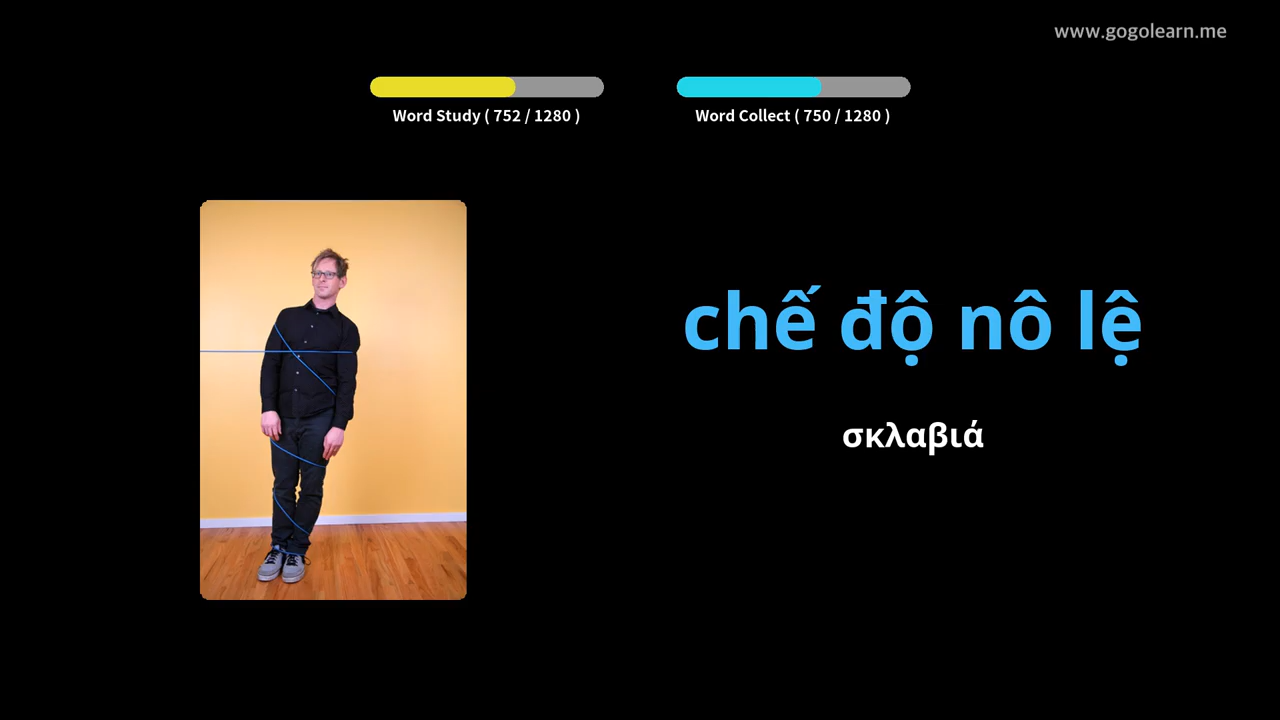 www.gogolearn.me
Word Study ( 752 / 1280 )
Word Collect ( 750 / 1280 )
chế độ nô lệ
σκλαβιά